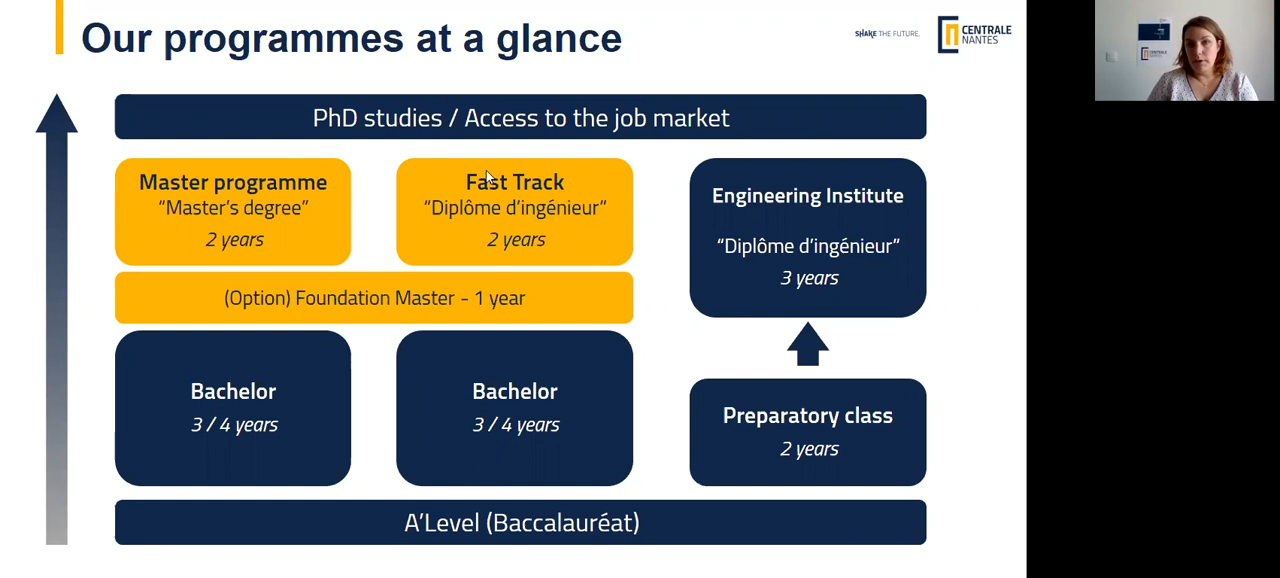 Our programmes at a glance
SHAKE THE FUTURE.
CENTRALE
NANTES
PhD studies / Access to the job market
Master programme
“Master’s degree”
2 years
Fast Track
“Diplôme d’ingénieur“
2 years
Engineering Institute
“Diplôme d’ingénieur”
3 years
(Option) Foundation Master - 1 year
Bachelor
3 / 4 years
Bachelor
3 / 4 years
Preparatory class
2 years
A’Level (Baccalauréat)
CENTRALE
NANTES